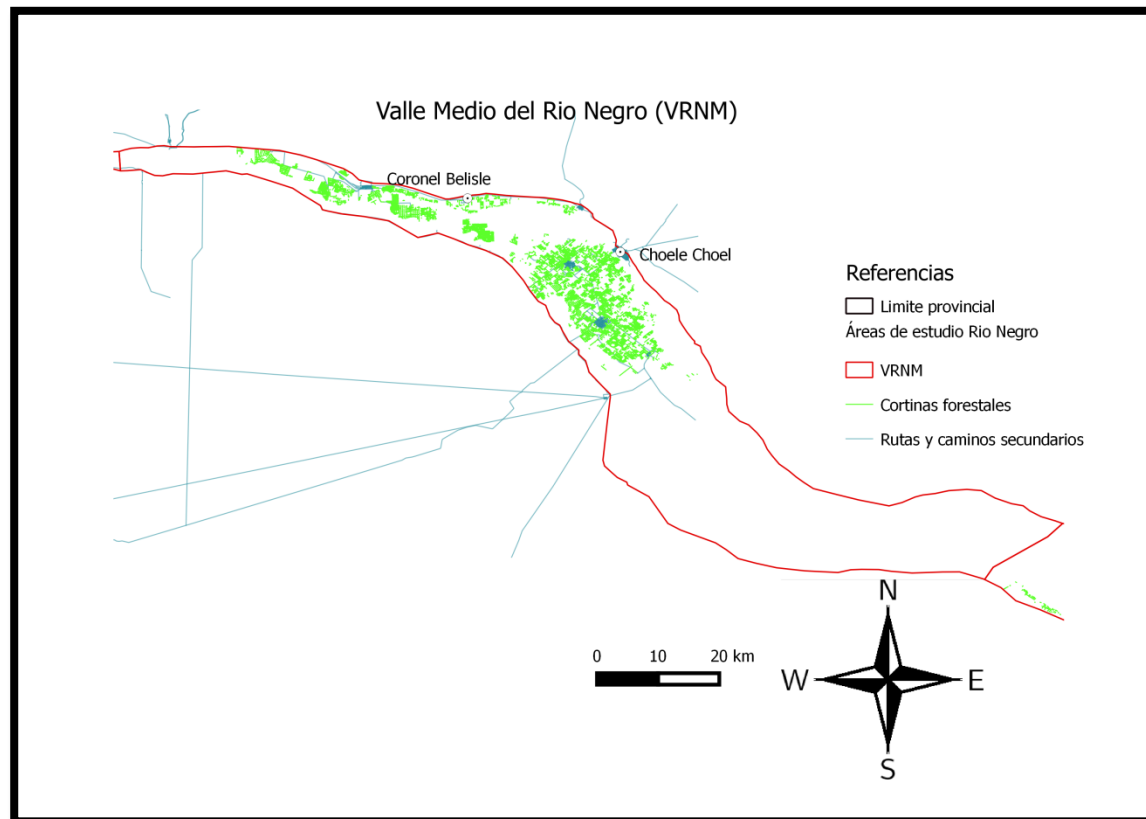 Valle Medio del Rio Negro (VRNM)
Coronel Belisle
Choele Choel
Referencias
Limite provincial
Áreas de estudio Rio Negro
VRNM
Cortinas forestales
Rutas y caminos secundarios
0 10 20 km
N
W E
S